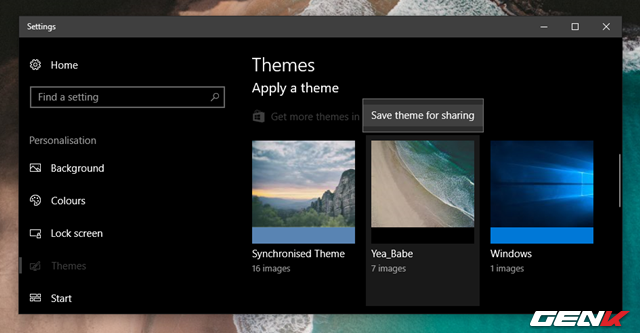 Settings
Home
Find a setting
Personalisation
Background
Colours
Lock screen
Themes
Start
Themes
Apply a theme
Get more themes in
Save theme for sharing
Synchronised Theme
16 images
Yea_Babe
7 images
Windows
1 images
GENK